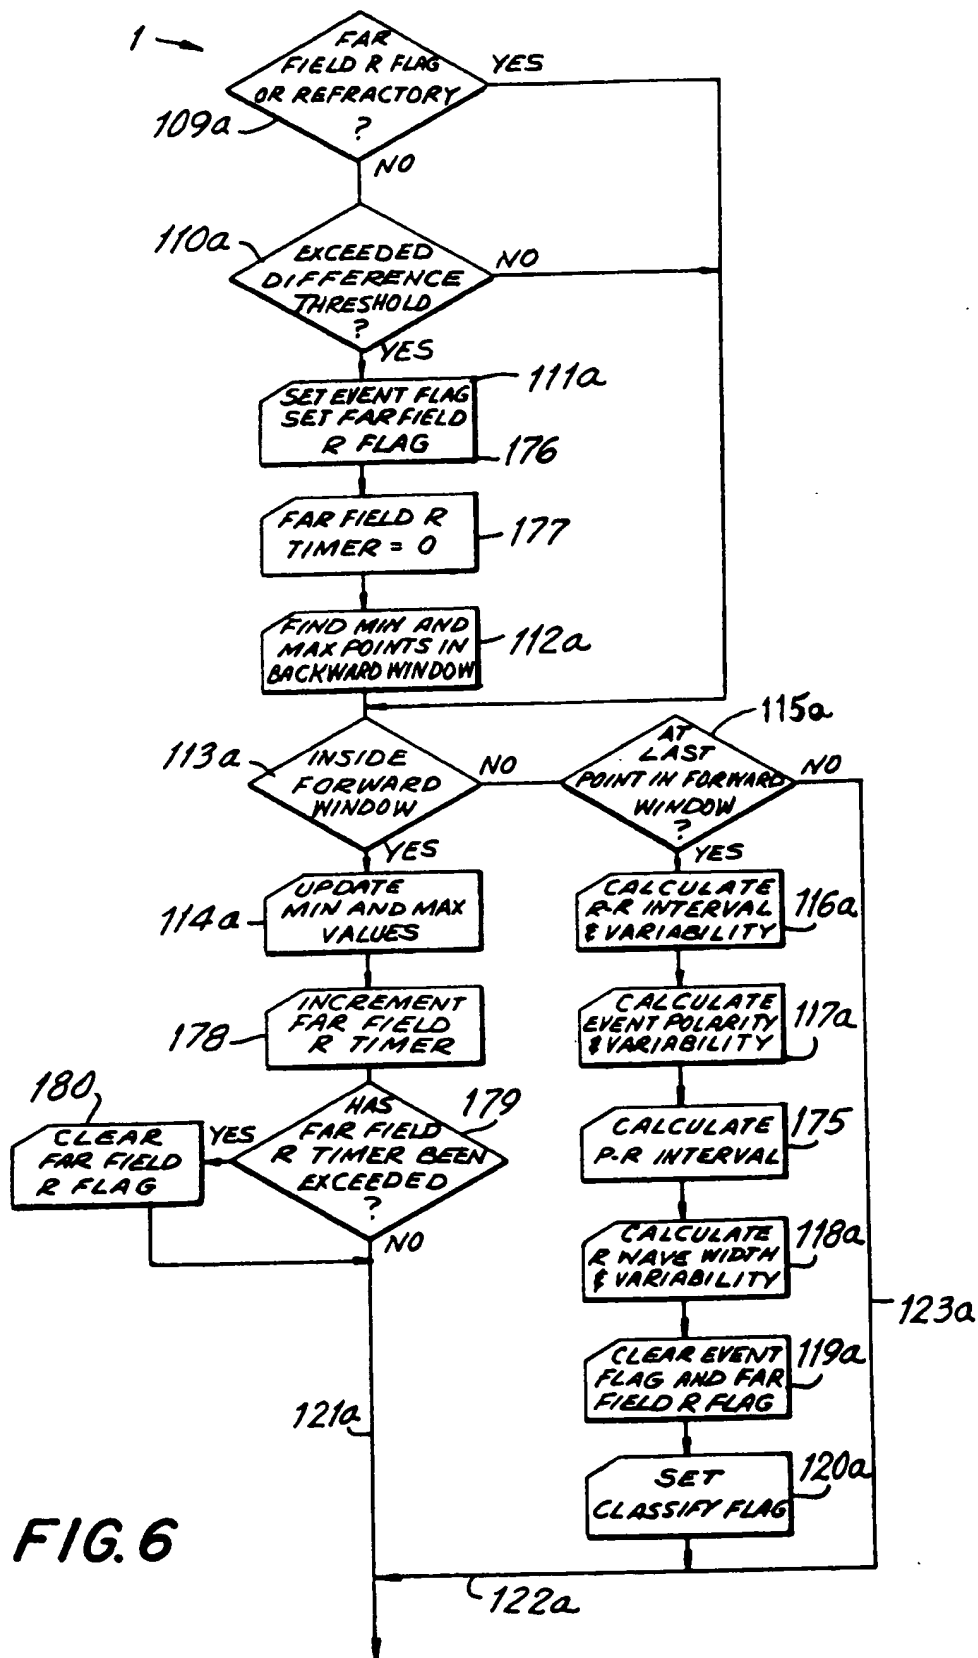 1
FAR
FIELD R FLAG
OR REFRACTORY
?
YES
109a
NO
110a
EXCEEDED
DIFFERENCE
THRESHOLD
?
NO
YES
111a
SET EVENT FLAG
SET FAR FIELD
R FLAG
176
FAR FIELD R
TIMER = 0
177
FIND MIN AND
MAX POINTS IN
BACKWARD WINDOW
112a
113a
INSIDE
FORWARD
WINDOW
NO
YES
115a
AT
LAST
POINT IN FORWARD
WINDOW
?
NO
YES
114a
UPDATE
MIN AND MAX
VALUES
CALCULATE
R-R INTERVAL
& VARIABILITY
116a
178
INCREMENT
FAR FIELD
R TIMER
CALCULATE
EVENT POLARITY
& VARIABILITY
117a
180
CLEAR
FAR FIELD
R FLAG
YES
HAS
FAR FIELD
R TIMER BEEN
EXCEEDED
?
179
NO
CALCULATE
P-R INTERVAL
175
CALCULATE
R WAVE WIDTH
& VARIABILITY
118a
123a
CLEAR EVENT
FLAG AND FAR
FIELD R FLAG
119a
121a
SET
CLASSIFY FLAG
120a
122a
FIG. 6